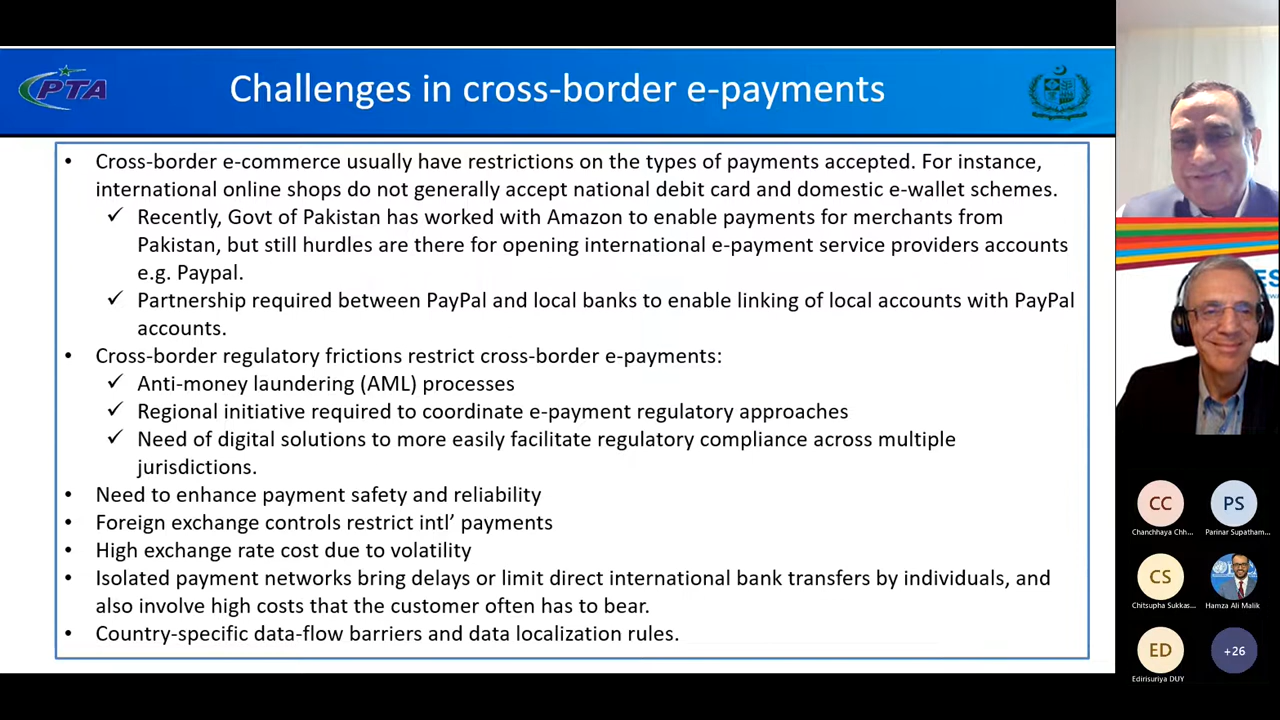 PTA
Challenges in cross-border e-payments
• Cross-border e-commerce usually have restrictions on the types of payments accepted. For instance,
international online shops do not generally accept national debit card and domestic e-wallet schemes.
✓ Recently, Govt of Pakistan has worked with Amazon to enable payments for merchants from
Pakistan, but still hurdles are there for opening international e-payment service providers accounts
e.g. Paypal.
✓ Partnership required between PayPal and local banks to enable linking of local accounts with PayPal
accounts.
• Cross-border regulatory frictions restrict cross-border e-payments:
✓ Anti-money laundering (AML) processes
✓ Regional initiative required to coordinate e-payment regulatory approaches
✓ Need of digital solutions to more easily facilitate regulatory compliance across multiple
jurisdictions.
• Need to enhance payment safety and reliability
• Foreign exchange controls restrict intl’ payments
• High exchange rate cost due to volatility
• Isolated payment networks bring delays or limit direct international bank transfers by individuals, and
also involve high costs that the customer often has to bear.
• Country-specific data-flow barriers and data localization rules.
ES
CC
PS
Chanchhaya Chh...
Parinar Supatham...
CS
Chitsupha Sukkas...
Hamza Ali Malik
ED
+26
Edirisuriya DUY